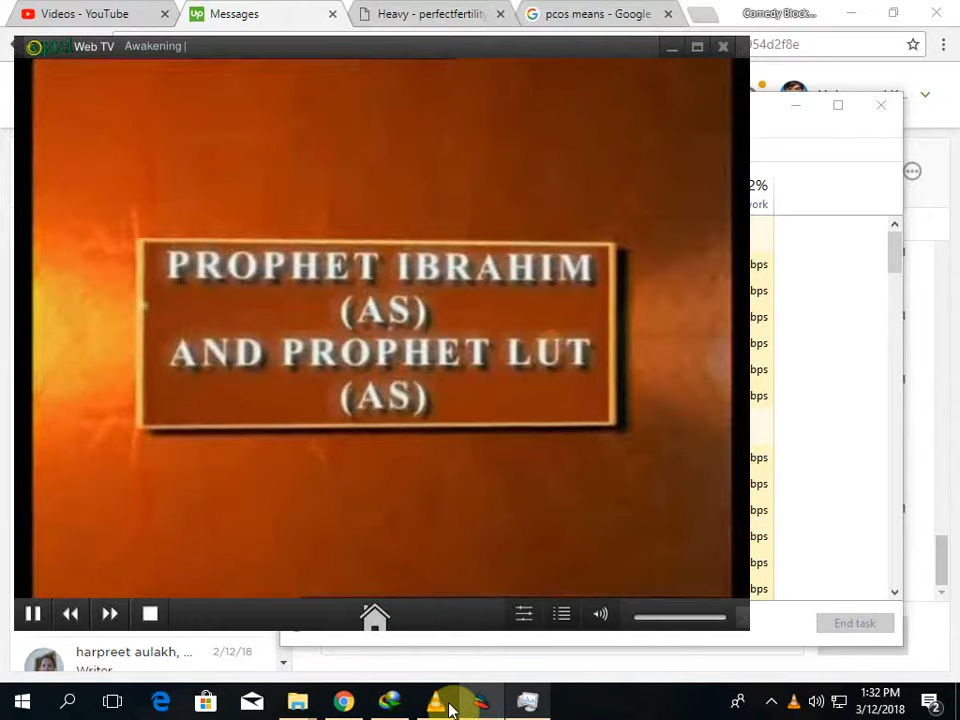 Videos - YouTube
Messages
Heavy - perfectfertility
pcos means - Google
Comedy Block...
954d2f8e
Web TV Awakening|
2%
work
PROPHET IBRAHIM
(AS)
AND PROPHET LUT
(AS)
bps
bps
bps
bps
bps
bps
bps
bps
bps
bps
bps
End task
harpreet aulakh, ...
2/12/18
Writer
1:32 PM
3/12/2018
2